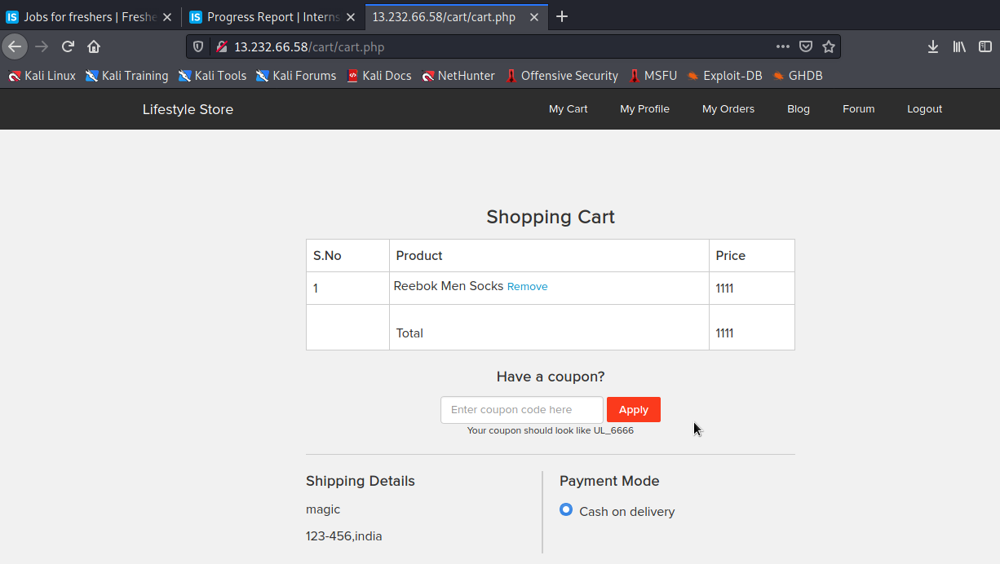 Jobs for freshers | Freshe
Progress Report | Interns
13.232.66.58/cart/cart.php
13.232.66.58/cart/cart.php
Kali Linux Kali Training Kali Tools Kali Forums Kali Docs NetHunter Offensive Security MSFU Exploit-DB GHDB
Lifestyle Store My Cart My Profile My Orders Blog Forum Logout
Shopping Cart
S.No Product Price
1 Reebok Men Socks Remove 1111
Total 1111
Have a coupon?
Enter coupon code here Apply
Your coupon should look like UL_6666
Shipping Details
magic
123-456,india
Payment Mode
Cash on delivery